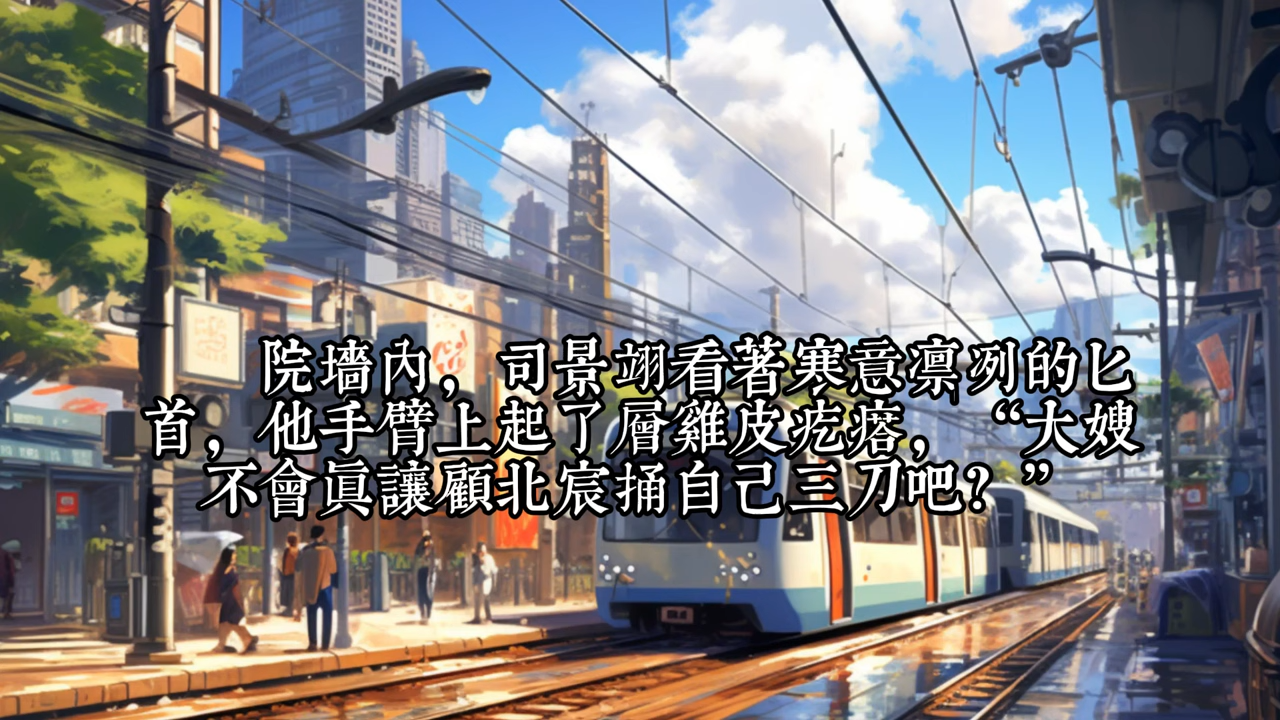 院墻內，司景翊看著寒意凛冽的匕
首，他手臂上起了層雞皮疙瘩，“大嫂
不會眞讓顧北宸捅自己三刀吧？”